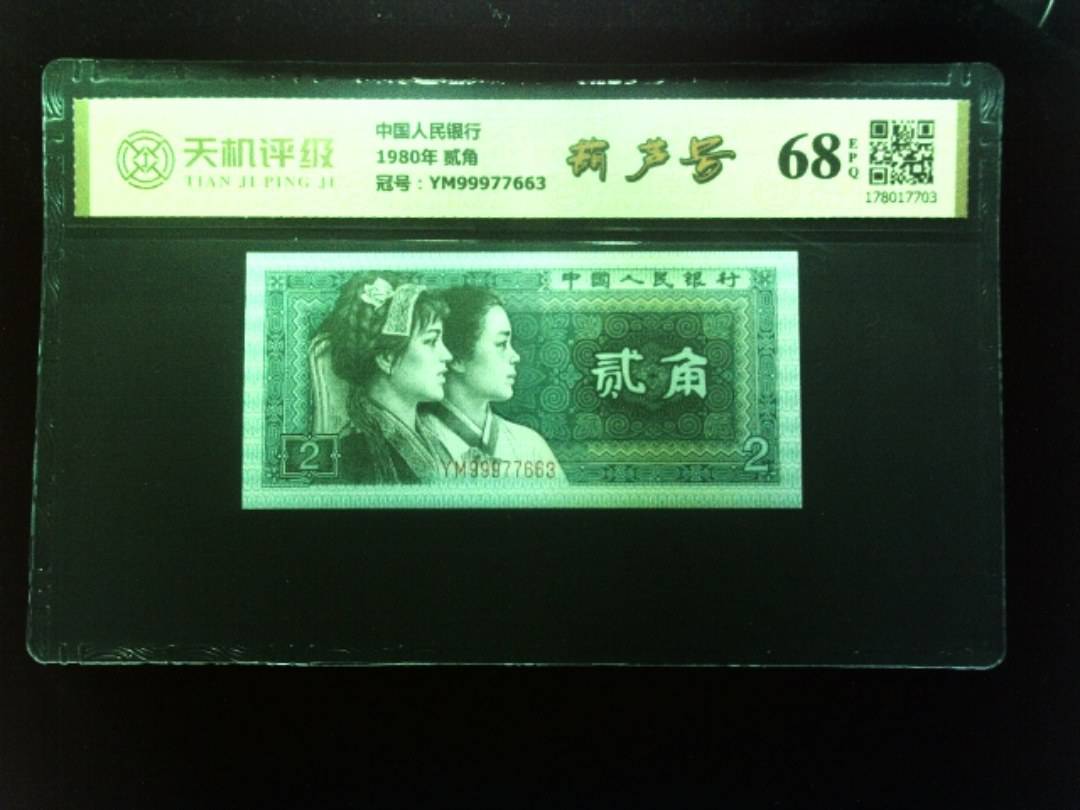 天机评级
TIAN JI PING JI
中国人民银行
1980年 贰角
冠号：YM99977663
葫芦号
68
EPQ
178017703
中国人民银行
贰角
2
YM99977663
2